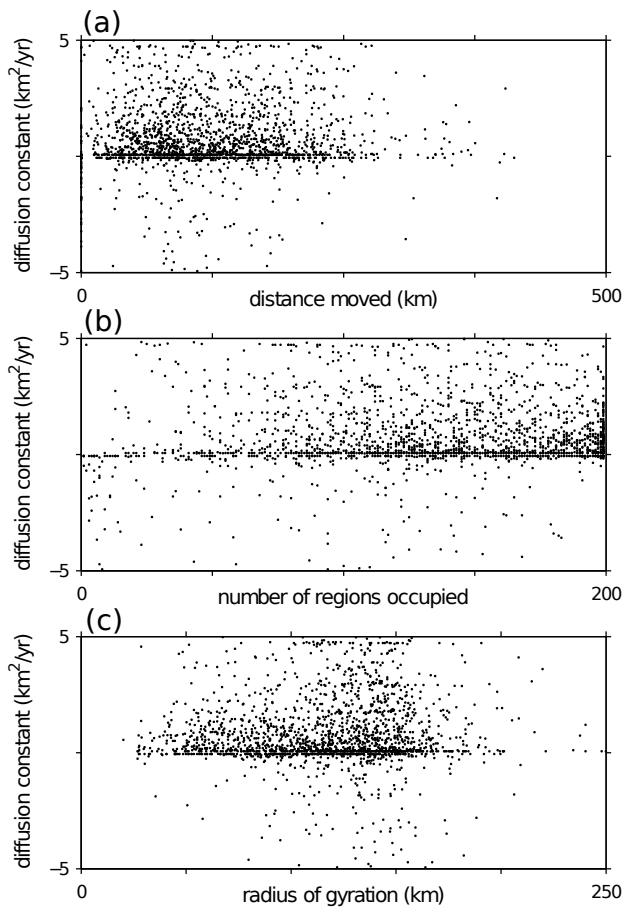 (a)
5
diffusion constant (km²/yr)
−5
0
distance moved (km)
500
(b)
5
diffusion constant (km²/yr)
−5
0
number of regions occupied
200
(c)
5
diffusion constant (km²/yr)
−5
0
radius of gyration (km)
250